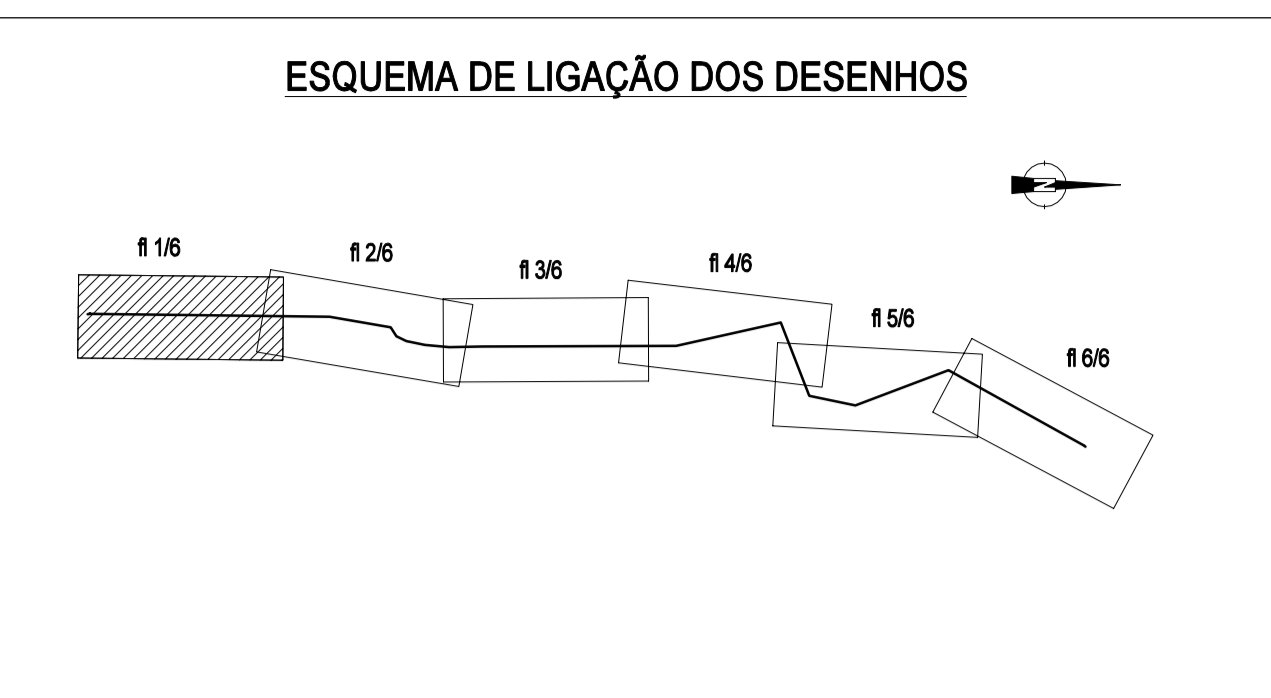 ESQUEMA DE LIGAÇÃO DOS DESENHOS
N
fl 1/6
fl 2/6
fl 3/6
fl 4/6
fl 5/6
fl 6/6